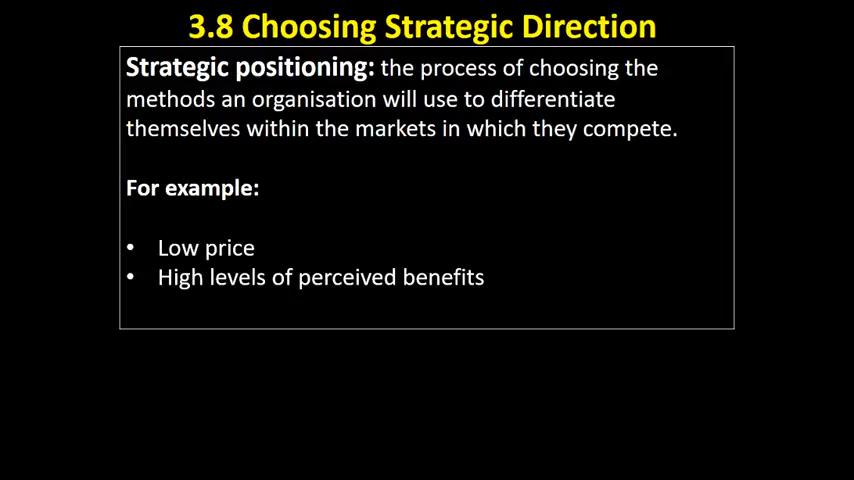 3.8 Choosing Strategic Direction
Strategic positioning: the process of choosing the
methods an organisation will use to differentiate
themselves within the markets in which they compete.
For example:
• Low price
• High levels of perceived benefits